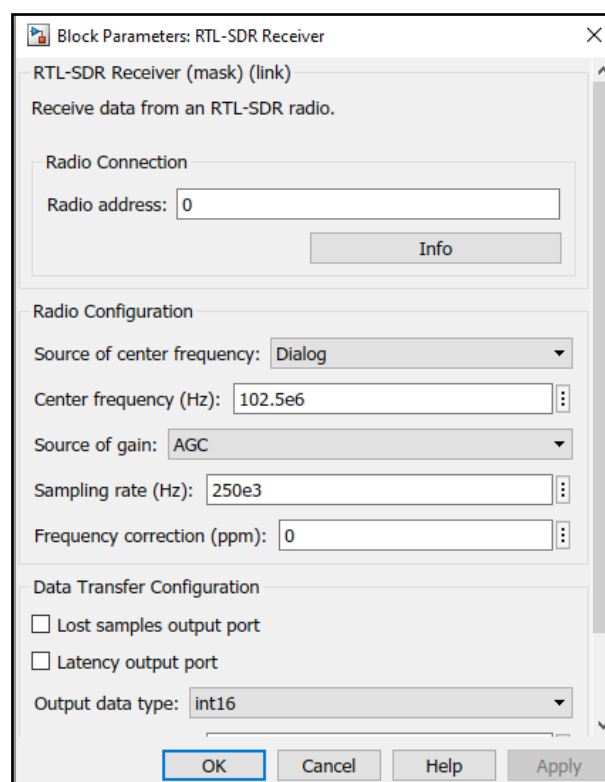 Block Parameters: RTL-SDR Receiver
RTL-SDR Receiver (mask) (link)
Receive data from an RTL-SDR radio.
Radio Connection
Radio address: 0
Info
Radio Configuration
Source of center frequency: Dialog
Center frequency (Hz): 102.5e6
Source of gain: AGC
Sampling rate (Hz): 250e3
Frequency correction (ppm): 0
Data Transfer Configuration
Lost samples output port
Latency output port
Output data type: int16
OK Cancel Help Apply